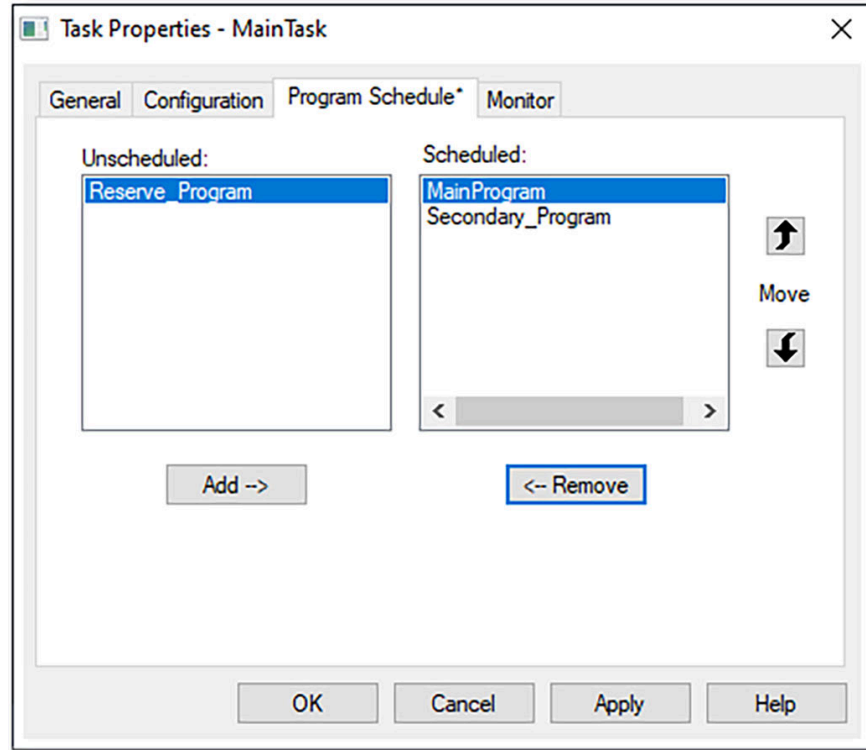 Task Properties - MainTask
General Configuration Program Schedule* Monitor
Unscheduled: Scheduled:
Reserve_Program MainProgram
Secondary_Program
Move
Add --> <-- Remove
OK Cancel Apply Help